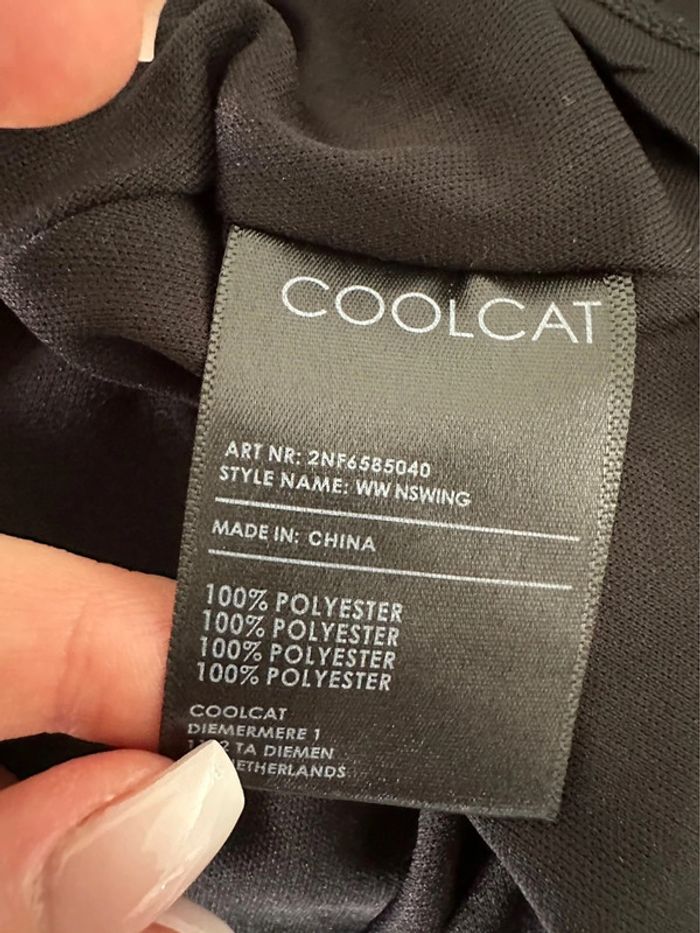 COOLCAT
ART NR: 2NF6585040
STYLE NAME: WW NSWING
MADE IN: CHINA
100% POLYESTER
100% POLYESTER
100% POLYESTER
100% POLYESTER
COOLCAT
DIEMERMERE 1
TA DIEMEN